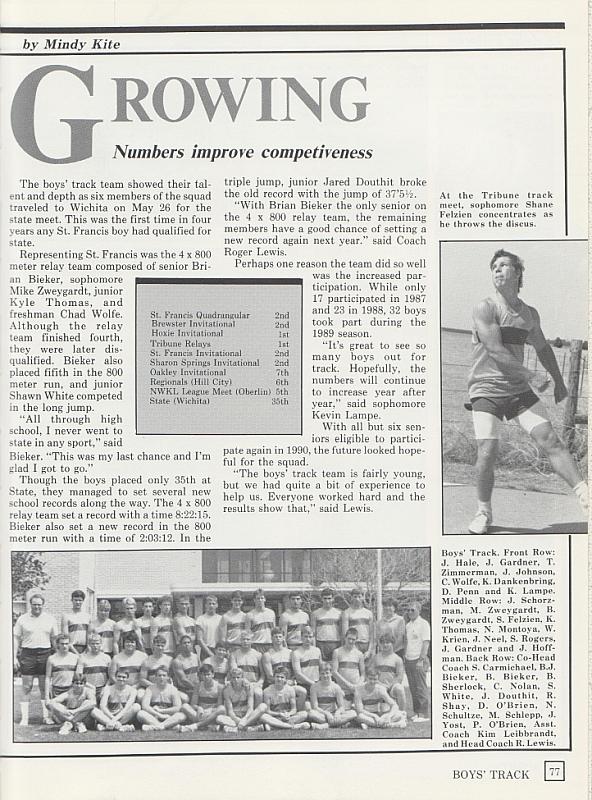 by Mindy Kite
GROWING
Numbers improve competiveness
The boys' track team showed their tal-
ent and depth as six members of the squad
traveled to Wichita on May 26 for the
state meet. This was the first time in four
years any St. Francis boy had qualified for
state.
Representing St. Francis was the 4 x 800
meter relay team composed of senior Bri-
an Bieker, sophomore
Mike Zweygardt, junior
Kyle Thomas, and
freshman Chad Wolfe.
Although the relay
team finished fourth,
they were later dis-
qualified. Bieker also
placed fifith in the 800
meter run, and junior
Shawn White competed
in the long jump.
"All through high
school, I never went to
state in any sport," said
Bieker. "This was my last chance and I'm
glad I got to go."
Though the boys placed only 35th at
State, they managed to set several new
school records along the way. The 4 x 800
relay team set a record with a time 8:22:15.
Bieker also set a new record in the 800
meter run with a time of 2:03:12. In the
triple jump, junior Jared Douthit broke
the old record with the jump of 37'5½.
"With Brian Bieker the only senior on
the 4 x 800 relay team, the remaining
members have a good chance of setting a
new record again next year." said Coach
Roger Lewis.
Perhaps one reason the team did so well
was the increased par-
ticipation. While only
17 participated in 1987
and 23 in 1988, 32 boys
took part during the
1989 season.
"It's great to see so
many boys out for
track. Hopefully, the
numbers will continue
to increase year after
year," said sophomore
Kevin Lampe.
With all but six sen-
iors eligible to partici-
pate again in 1990, the future looked hope-
ful for the squad.
"The boys' track team is fairly young,
but we had quite a bit of experience to
help us. Everyone worked hard and the
results show that," said Lewis.
St. Francis Quadrangular 2nd
Brewster Invitational 2nd
Hoxie Invitational 1st
Tribune Relays 1st
St. Francis Invitational 2nd
Sharon Springs Invitational 2nd
Oakley Invitational 7th
Regionals (Hill City) 6th
NWKL League Meet (Oberlin) 5th
State (Wichita) 35th
At the Tribune track
meet, sophomore Shane
Felzien concentrates as
he throws the discus.
Boys' Track. Front Row:
J. Hale, J. Gardner, T.
Zimmerman, J. Johnson,
C. Wolfe, K. Dankenbring,
D. Penn and K. Lampe.
Middle Row: J. Schorz-
man, M. Zweygardt, B.
Zweygardt, S. Felzien, K.
Thomas, N. Montoya, W.
Krien, J. Neel, S. Rogers,
J. Gardner and J. Hoff-
man. Back Row: Co-Head
Coach S. Carmichael, B.J.
Bieker, B. Bieker, B.
Sherlock, C. Nolan, S.
White, J. Douthit, R.
Shay, D. O'Brien, N.
Schultze, M. Schlepp, J.
Yost, P. O'Brien, Asst.
Coach Kim Leibbrandt,
and Head Coach R. Lewis.
BOYS' TRACK 77